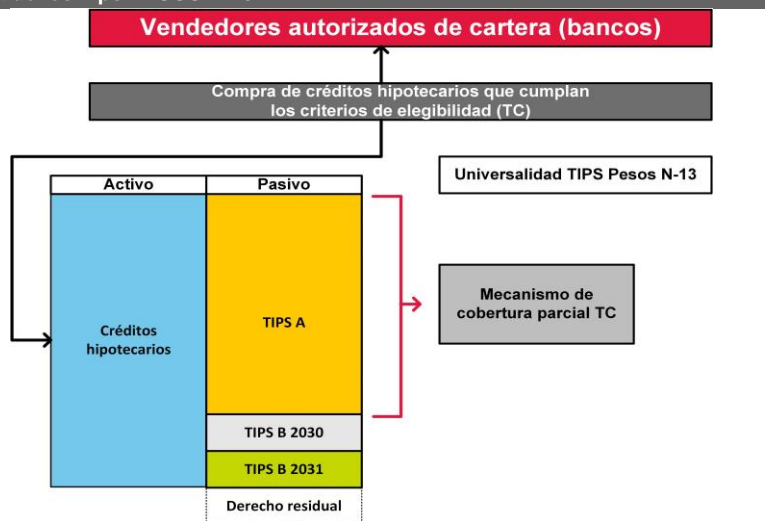 Vendedores autorizados de cartera (bancos)
Compra de créditos hipotecarios que cumplan
los criterios de elegibilidad (TC)
Universalidad TIPS Pesos N-13
Activo
Pasivo
Créditos
hipotecarios
TIPS A
Mecanismo de
cobertura parcial TC
TIPS B 2030
TIPS B 2031
Derecho residual